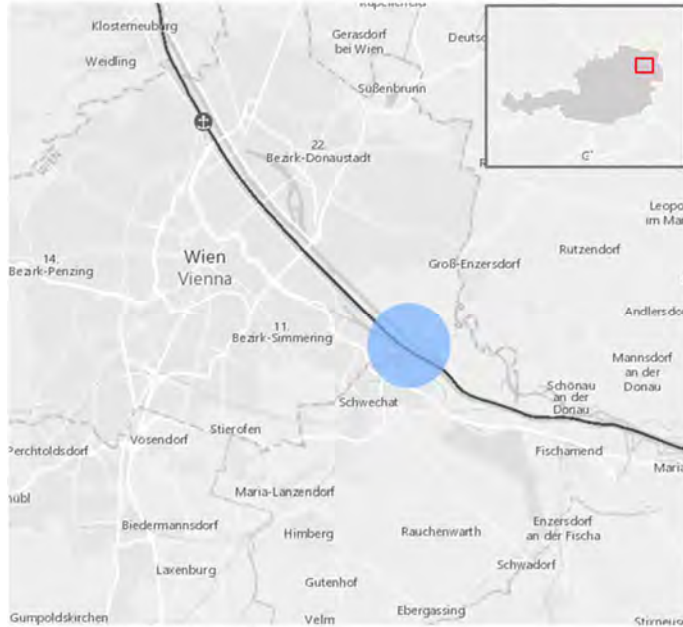 Klosterneuburg
Weidling
Gerasdorf
bei Wien
Süßenbrunn
22.
Bezirk-Donaustadt
WIEN
Wien
Vienna
14.
Bezirk-Penzing
11.
Bezirk-Simmering
Groß-Enzersdorf
Rutzendorf
Mannsdorf
an der
Donau
Schönau
an der
Donau
Schwechat
Stierofen
Vösendorf
Perchtoldsdorf
Fischamend
Maria-Lanzendorf
Himberg
Rauchenwarth
Enzersdorf
an der Fischa
Biedermannsdorf
Laxenburg
Schwadorf
Gutenhof
Ebergassing
Velm
Gumpoldskirchen